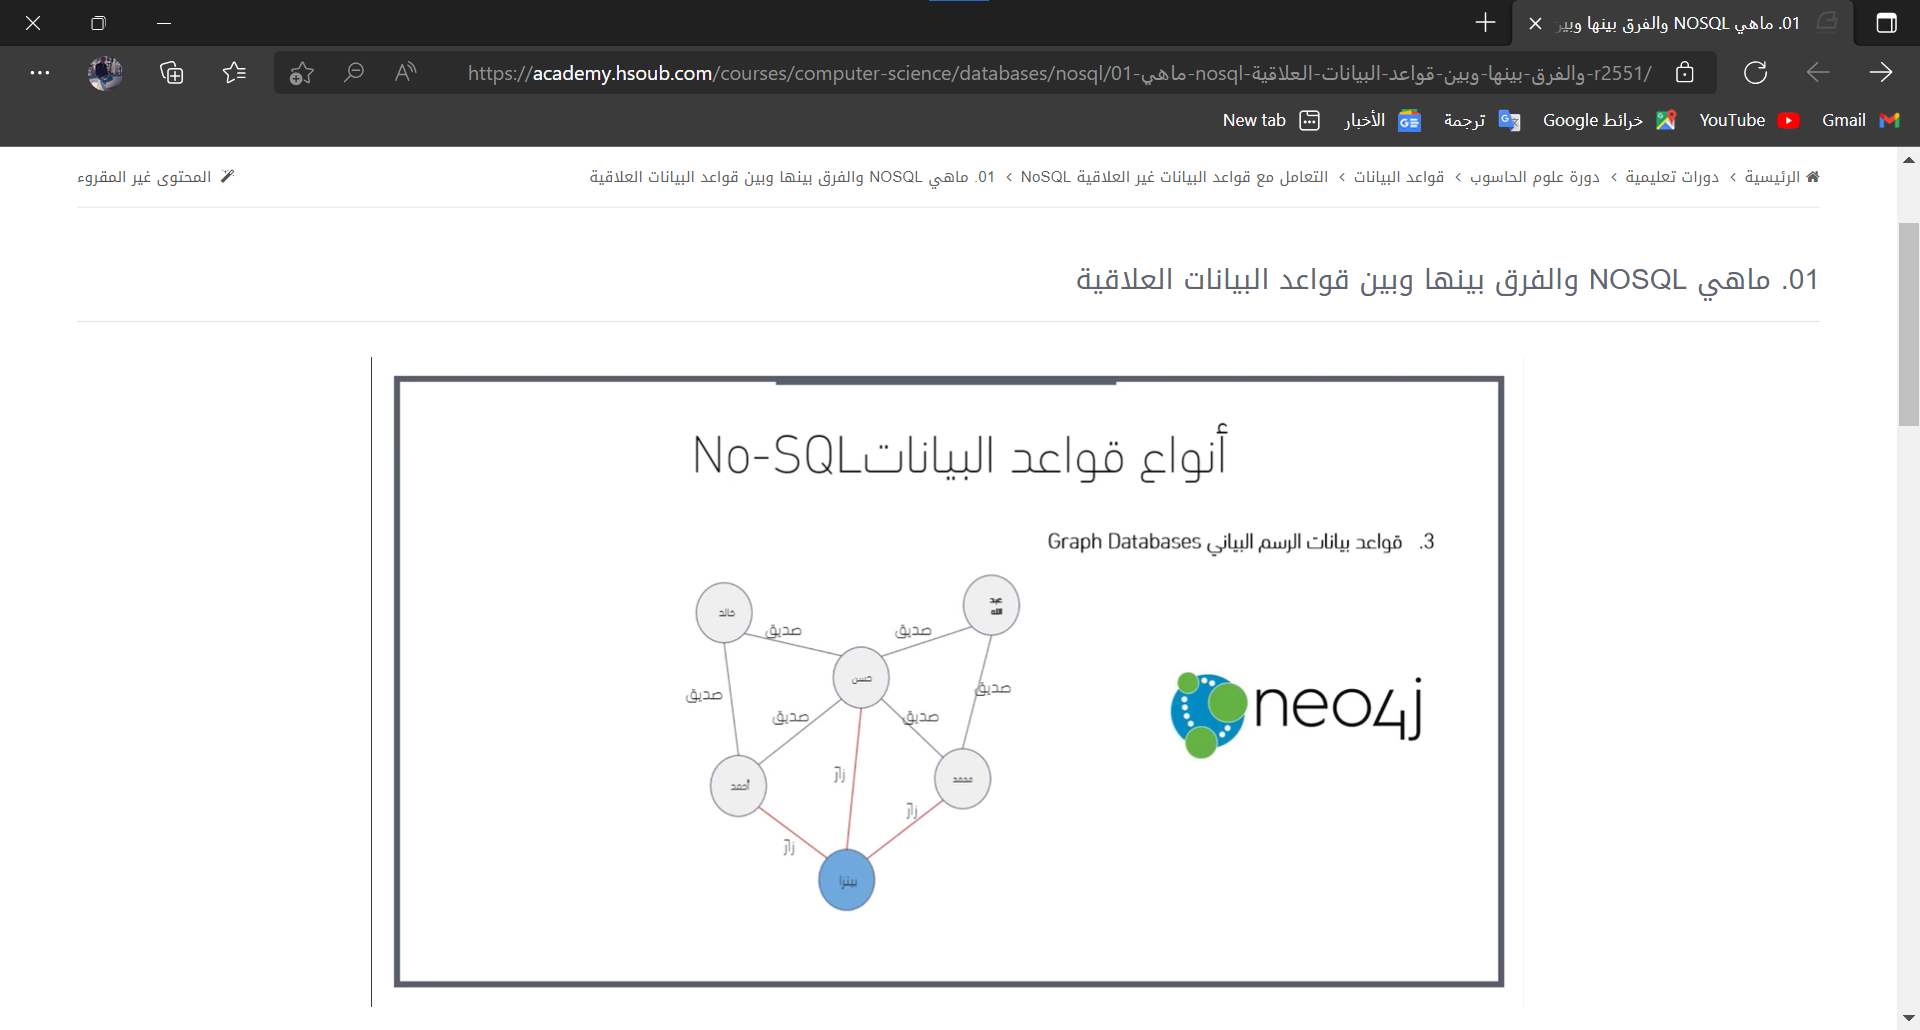 01. ماهي NOSQL والفرق بينها وبين
https://academy.hsoub.com/courses/computer-science/databases/nosql/01-ماهي-nosql-والفرق-بينها-وبين-قواعد-البيانات-العلاقية-r2551/
Gmail
YouTube
خرائط Google
ترجمة
الأخبار
New tab
الرئيسية › دورات تعليمية › دورة علوم الحاسوب › قواعد البيانات › التعامل مع قواعد البيانات غير العلاقية NoSQL › 01. ماهي NOSQL والفرق بينها وبين قواعد البيانات العلاقية
المحتوى غير المقروء
01. ماهي NOSQL والفرق بينها وبين قواعد البيانات العلاقية
أنواع قواعد البيانات No-SQL
3. قواعد بيانات الرسم البياني Graph Databases
عبد
الله
خالد
صديق
صديق
حسن
صديق
صديق
neo4j
صديق
صديق
زار
محمد
أحمد
زار
زار
بيتزا